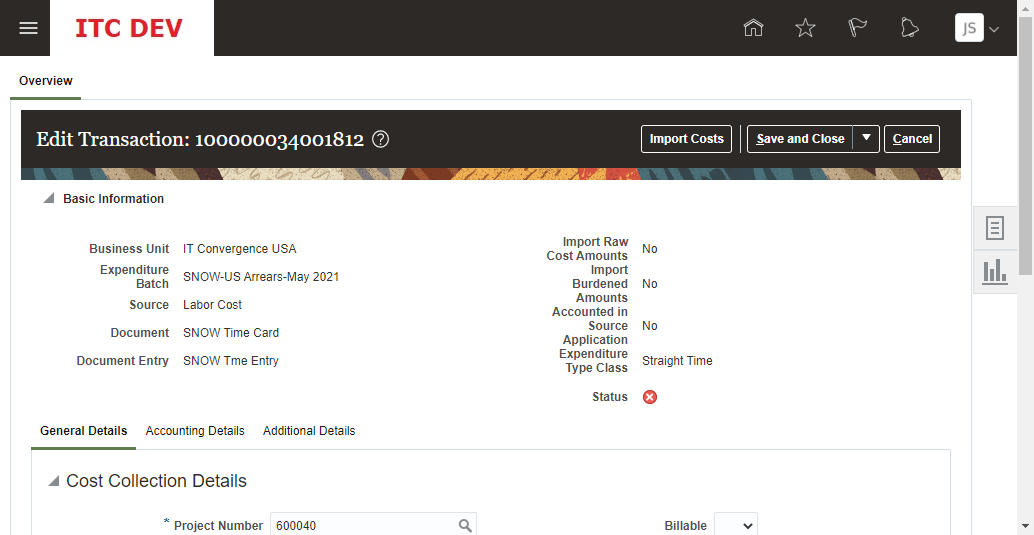 ITC DEV
JS
Overview
Edit Transaction: 100000034001812 ?
Import Costs
Save and Close
Cancel
Basic Information
Business Unit IT Convergence USA
Expenditure
Batch SNOW-US Arrears-May 2021
Source Labor Cost
Document SNOW Time Card
Document Entry SNOW Tme Entry
Import Raw
Cost Amounts No
Import
Burdened
Amounts No
Accounted in
Source
Application No
Expenditure
Type Class Straight Time
Status
General Details Accounting Details Additional Details
Cost Collection Details
* Project Number 600040
Billable